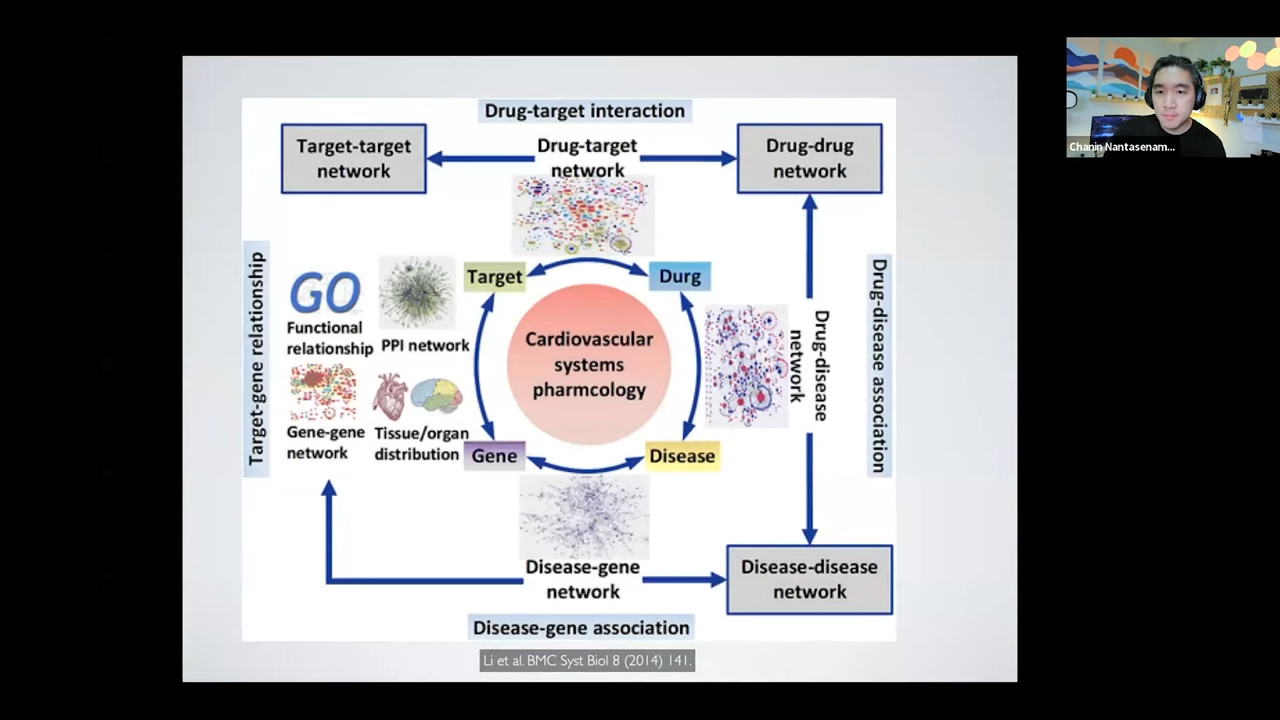 Drug-target interaction
Target-target
network
Drug-target
network
Drug-drug
network
Target
Durg
Target-gene relationship
GO
Functional
relationship
PPI network
Gene-gene
network
Tissue/organ
distribution
Cardiovascular
systems
pharmcology
Drug-disease
network
Drug-disease association
Gene
Disease
Disease-gene
network
Disease-disease
network
Disease-gene association
Li et al. BMC Syst Biol 8 (2014) 141.
Chanin Nantasenam...